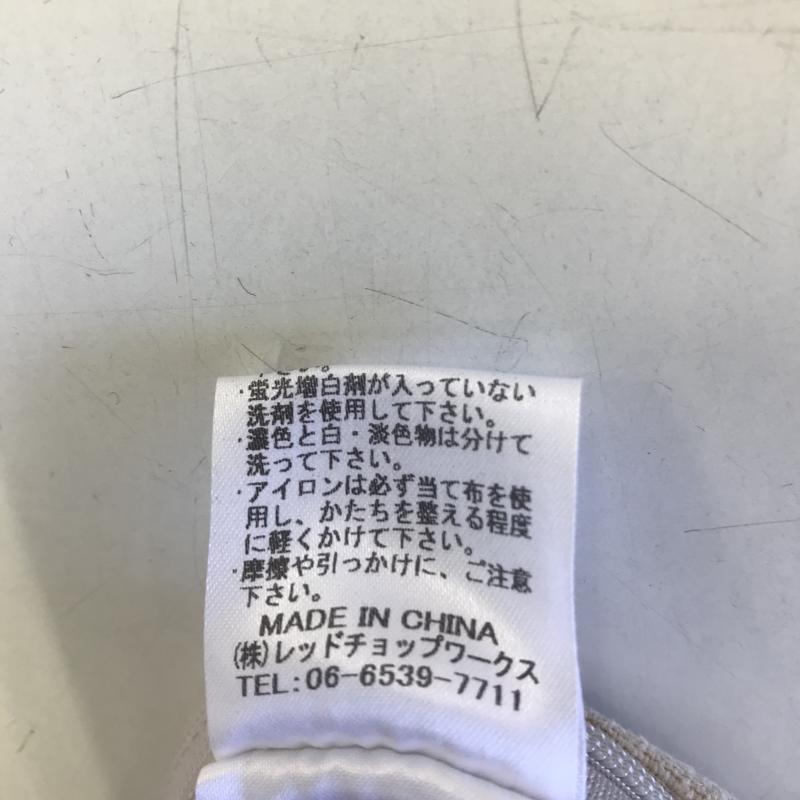 さい。
・蛍光増白剤が入っていない
洗剤を使用して下さい。
・濃色と白・淡色物は分けて
洗って下さい。
・アイロンは必ず当て布を使
用し、かたちを整える程度
に軽くかけて下さい。
・摩擦や引っかけに、ご注意
下さい。
MADE IN CHINA
(株)レッドチョップワークス
TEL:06-6539-7711